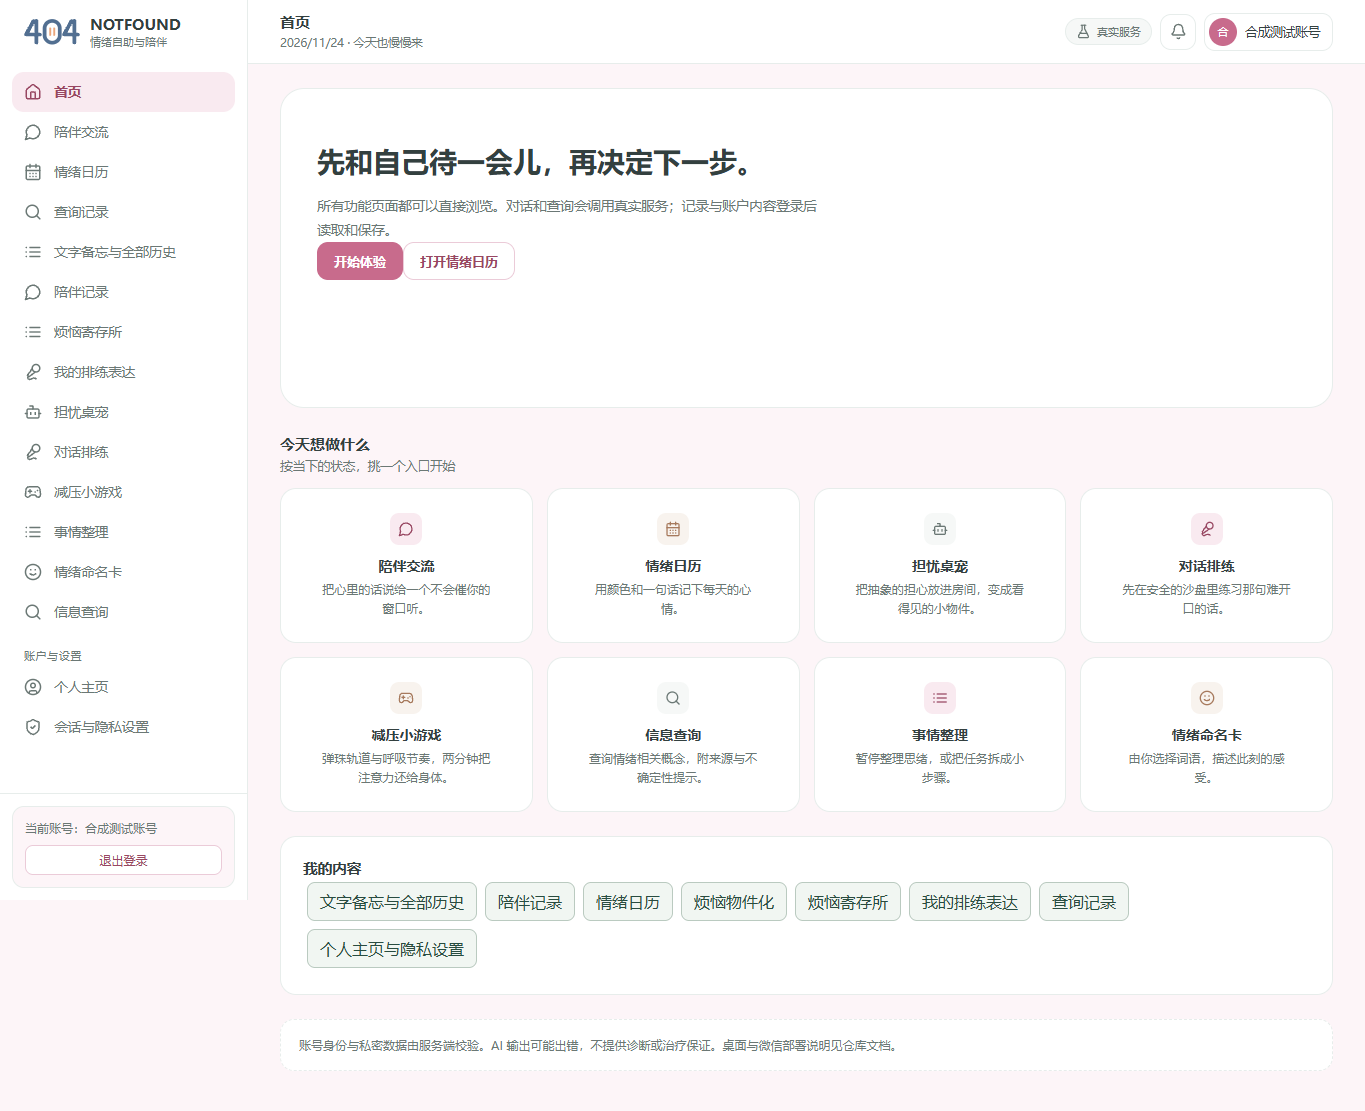 404 NOTFOUND
情绪自助与陪伴
首页
陪伴交流
情绪日历
查询记录
文字备忘与全部历史
陪伴记录
烦恼寄存所
我的排练表达
担忧桌宠
对话排练
减压小游戏
事情整理
情绪命名卡
信息查询
账户与设置
个人主页
会话与隐私设置
当前账号：合成测试账号
退出登录
首页
2026/11/24 · 今天也慢慢来
真实服务
合 合成测试账号
先和自己待一会儿，再决定下一步。
所有功能页面都可以直接浏览。对话和查询会调用真实服务；记录与账户内容登录后
读取和保存。
开始体验 打开情绪日历
今天想做什么
按当下的状态，挑一个入口开始
陪伴交流
把心里的话说给一个不会催你的
窗口听。
情绪日历
用颜色和一句话记下每天的心
情。
担忧桌宠
把抽象的担心放进房间，变成看
得见的小物件。
对话排练
先在安全的沙盘里练习那句难开
口的话。
减压小游戏
弹珠轨道与呼吸节奏，两分钟把
注意力还给身体。
信息查询
查询情绪相关概念，附来源与不
确定性提示。
事情整理
暂停整理思绪，或把任务拆成小
步骤。
情绪命名卡
由你选择词语，描述此刻的感
受。
我的内容
文字备忘与全部历史 陪伴记录 情绪日历 烦恼物件化 烦恼寄存所 我的排练表达 查询记录
个人主页与隐私设置
账号身份与私密数据由服务端校验。AI 输出可能出错，不提供诊断或治疗保证。桌面与微信部署说明见仓库文档。